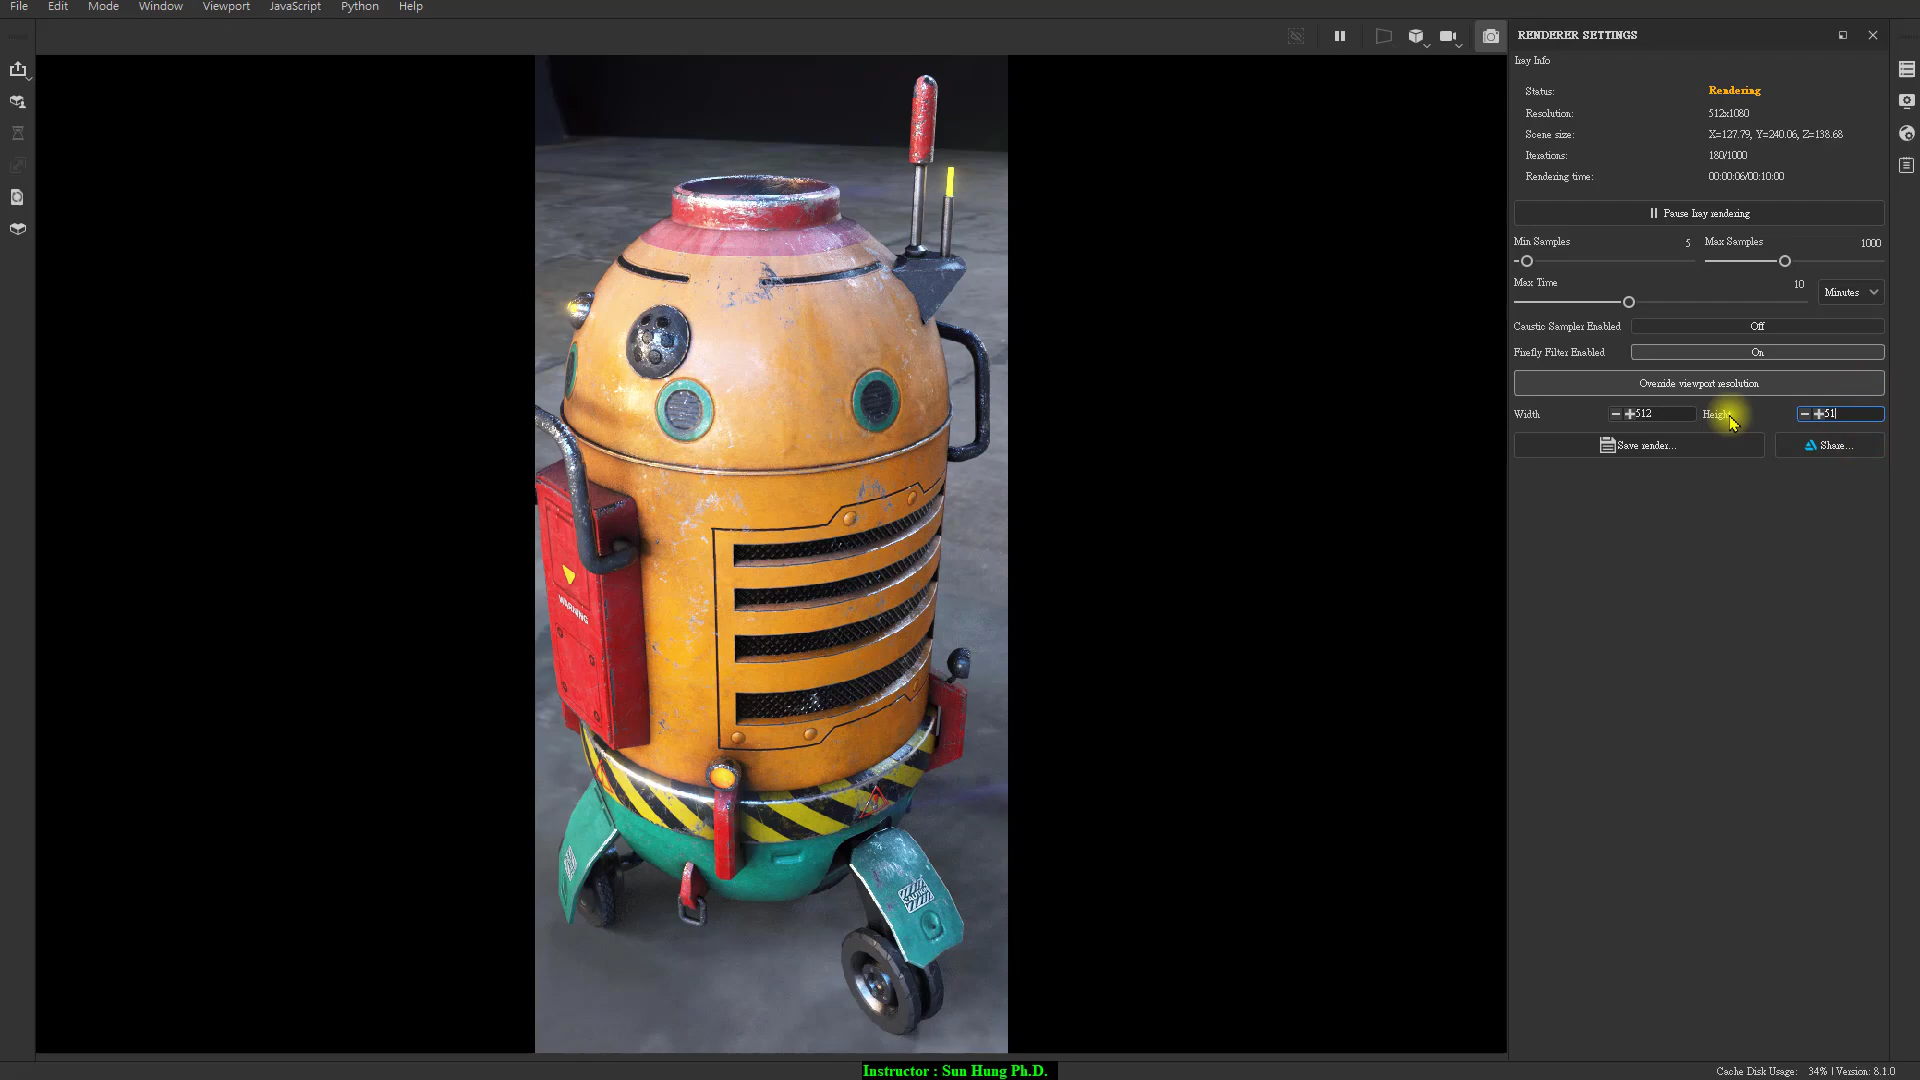 File Edit Mode Window Viewport JavaScript Python Help
RENDERER SETTINGS
Iray Info
Status: Rendering
Resolution: 512x1080
Scene size: X=127.79, Y=240.06, Z=138.68
Iterations: 180/1000
Rendering time: 00:00:06/00:10:00
Pause Iray rendering
Min Samples 5 Max Samples 1000
Max Time 10 Minutes
Caustic Sampler Enabled Off
Firefly Filter Enabled On
Override viewport resolution
Width 512 Height 51
Save render... Share...
WARNING
Instructor : Sun Hung Ph.D.
Cache Disk Usage: 34% | Version: 8.1.0